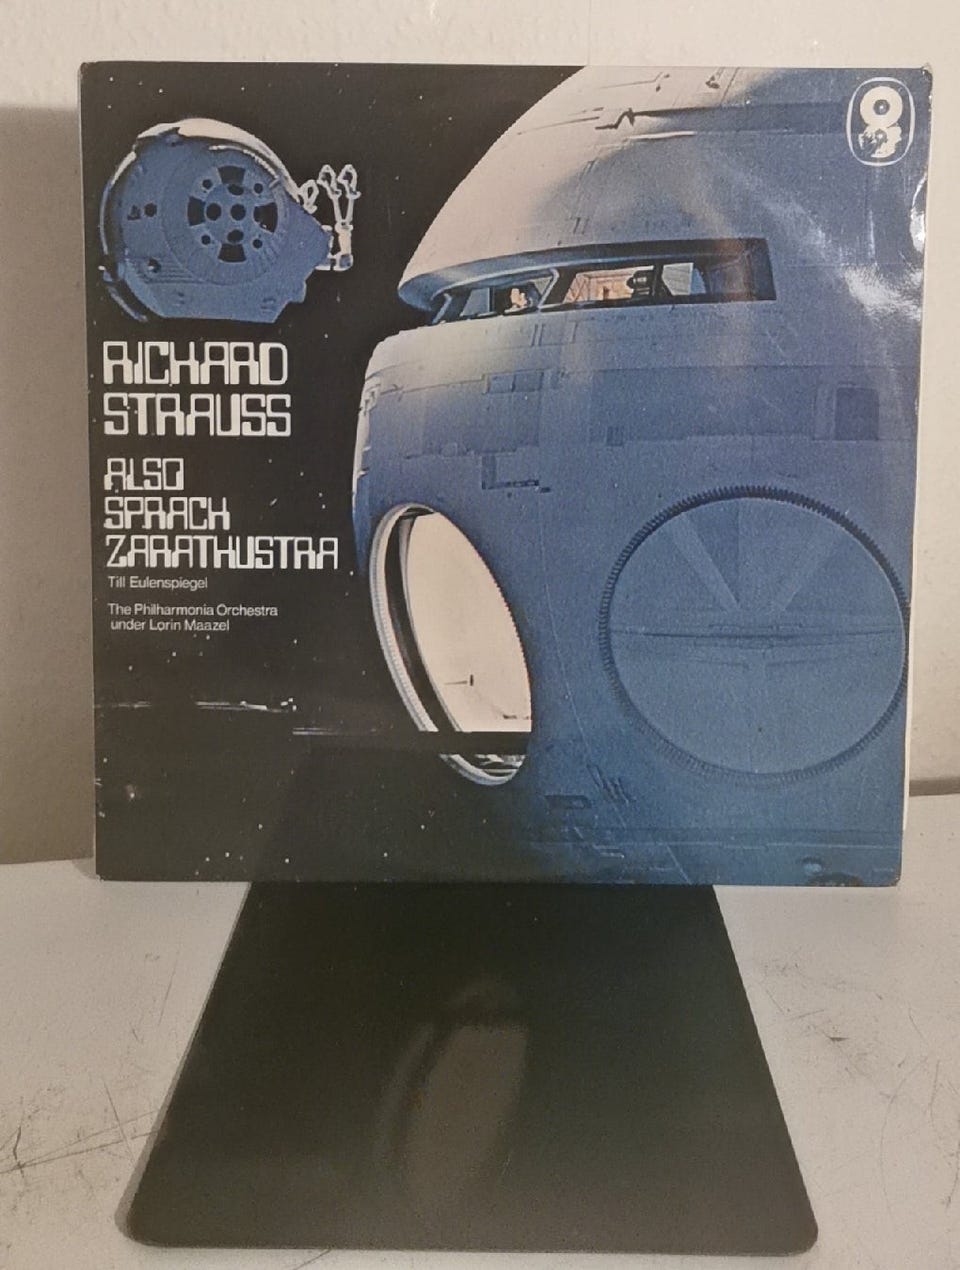 RICHARD
STRAUSS
ALSO
SPRACH
ZARATHUSTRA
Till Eulenspiegel
The Philharmonia Orchestra
under Lorin Maazel